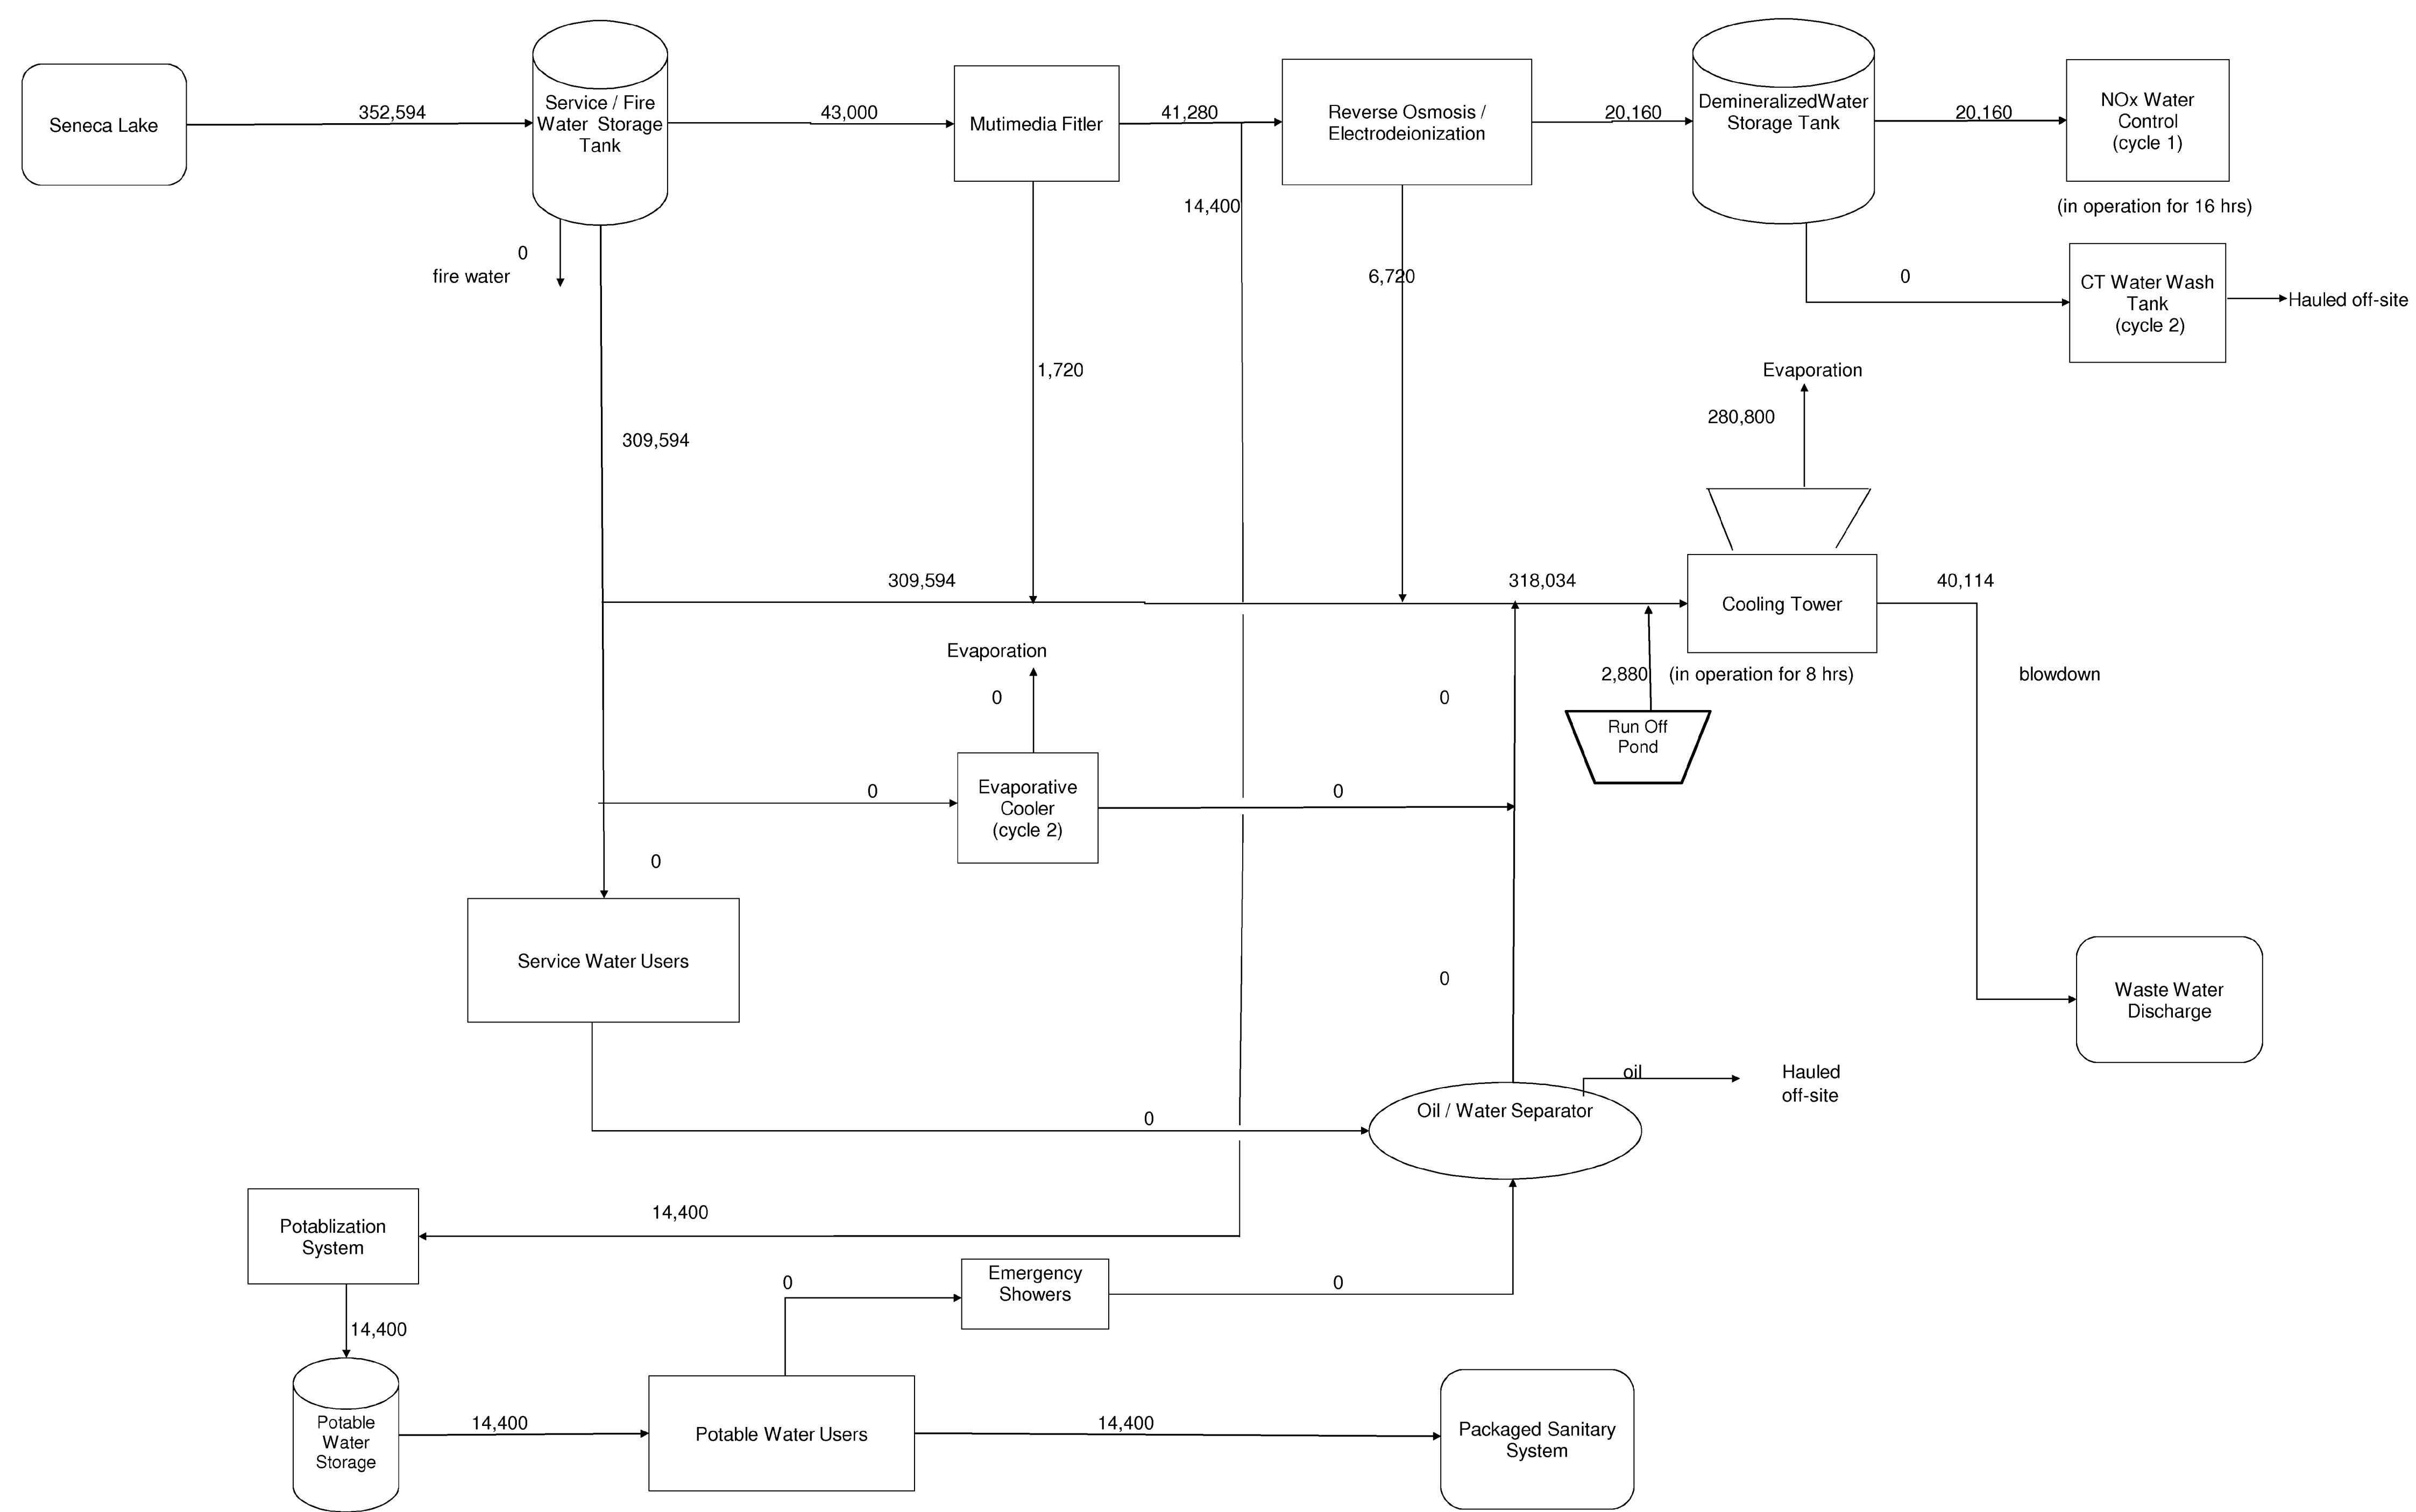 Seneca Lake
352,594
Service / Fire
Water Storage
Tank
43,000
Mutimedia Fitler
41,280
Reverse Osmosis /
Electrodeionization
20,160
DemineralizedWater
Storage Tank
20,160
NOx Water
Control
(cycle 1)
(in operation for 16 hrs)
14,400
0
fire water
6,720
0
CT Water Wash
Tank
(cycle 2)
Hauled off-site
1,720
Evaporation
280,800
309,594
309,594
318,034
Cooling Tower
40,114
Evaporation
0
0
2,880
(in operation for 8 hrs)
blowdown
Run Off
Pond
0
Evaporative
Cooler
(cycle 2)
0
0
Service Water Users
0
Waste Water
Discharge
oil
Hauled
off-site
0
Oil / Water Separator
Potablization
System
14,400
0
Emergency
Showers
0
14,400
Potable
Water
Storage
14,400
Potable Water Users
14,400
Packaged Sanitary
System